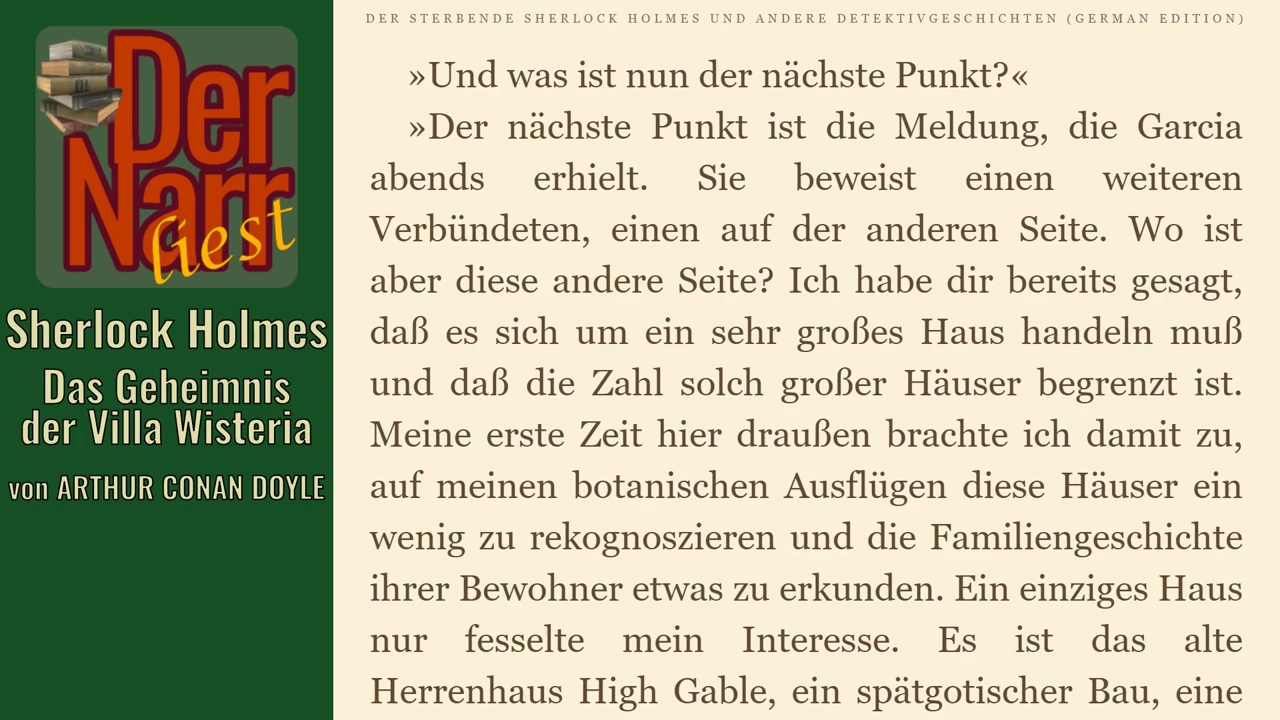 Der
Narr
liest
Sherlock Holmes
Das Geheimnis
der Villa Wisteria
von ARTHUR CONAN DOYLE
DER STERBENDE SHERLOCK HOLMES UND ANDERE DETEKTIVGESCHICHTEN (GERMAN EDITION)
»Und was ist nun der nächste Punkt?«
»Der nächste Punkt ist die Meldung, die Garcia
abends erhielt. Sie beweist einen weiteren
Verbündeten, einen auf der anderen Seite. Wo ist
aber diese andere Seite? Ich habe dir bereits gesagt,
daß es sich um ein sehr großes Haus handeln muß
und daß die Zahl solch großer Häuser begrenzt ist.
Meine erste Zeit hier draußen brachte ich damit zu,
auf meinen botanischen Ausflügen diese Häuser ein
wenig zu rekognoszieren und die Familiengeschichte
ihrer Bewohner etwas zu erkunden. Ein einziges Haus
nur fesselte mein Interesse. Es ist das alte
Herrenhaus High Gable, ein spätgotischer Bau, eine